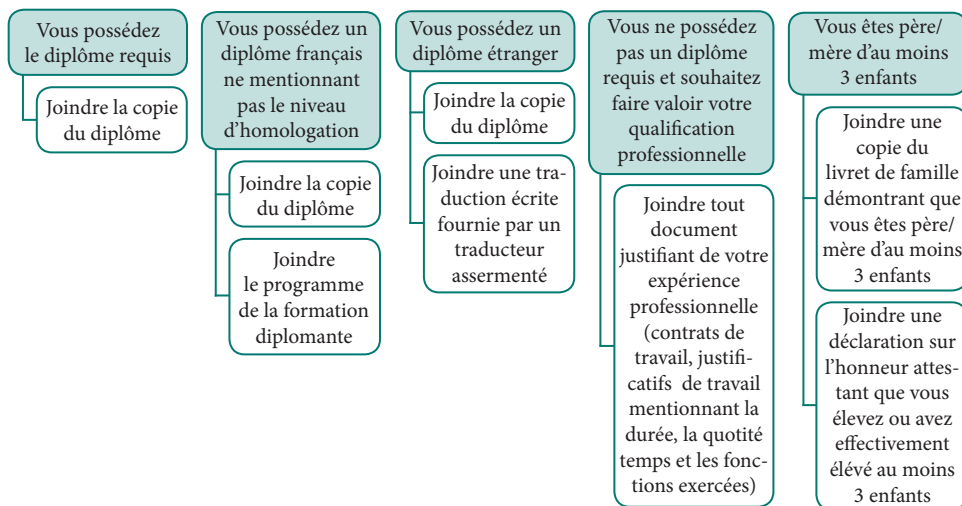 Vous possédez
le diplôme requis
Joindre la copie
du diplôme
Vous possédez un
diplôme français
ne mentionnant
pas le niveau
d’homologation
Joindre la copie
du diplôme
Joindre
le programme
de la formation
diplomante
Vous possédez un
diplôme étranger
Joindre la copie
du diplôme
Joindre une tra-
duction écrite
fournie par un
traducteur
assermenté
Vous ne possédez
pas un diplôme
requis et souhaitez
faire valoir votre
qualification
professionnelle
Joindre tout
document
justifiant de votre
expérience
professionnelle
(contrats de
travail, justifi-
catifs de travail
mentionnant la
durée, la quotité
temps et les fonc-
tions exercées)
Vous êtes père/
mère d’au moins
3 enfants
Joindre une
copie du
livret de famille
démontrant que
vous êtes père/
mère d’au moins
3 enfants
Joindre une
déclaration sur
l’honneur attes-
tant que vous
élevez ou avez
effectivement
élévé au moins
3 enfants